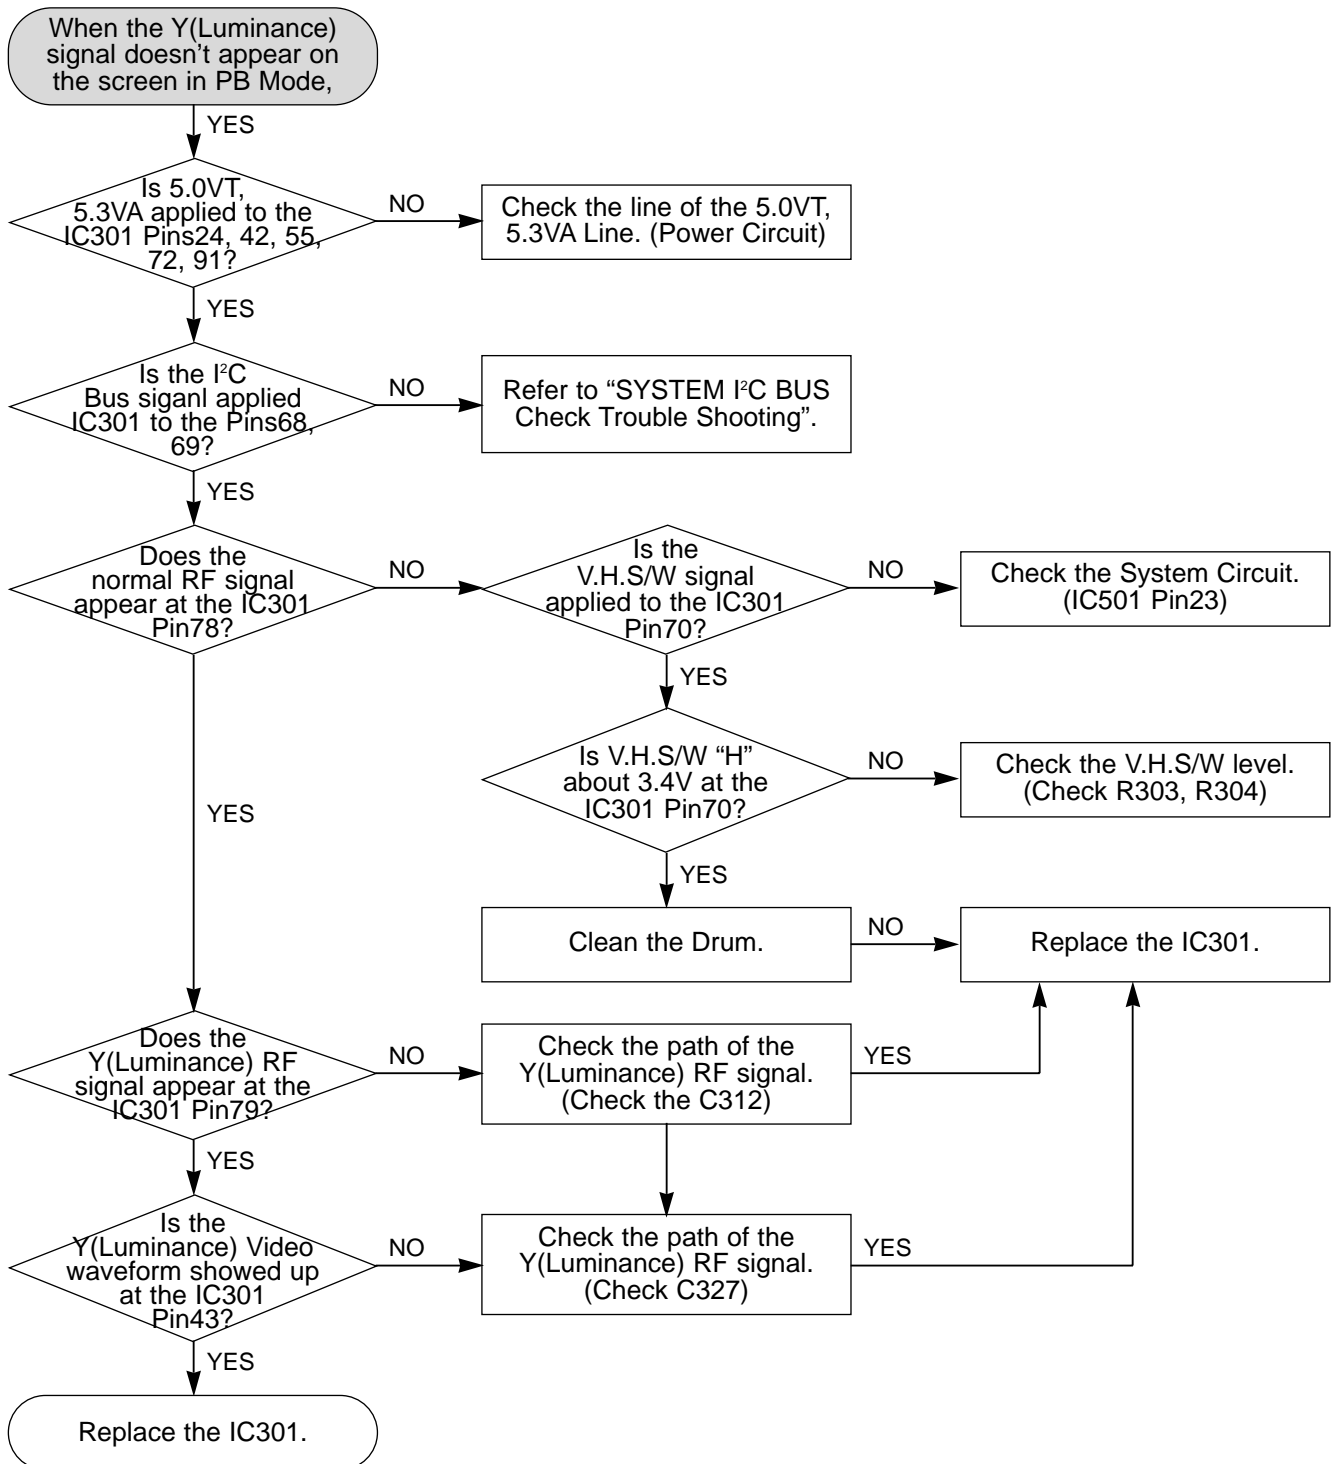 When the Y(Luminance)
signal doesn't appear on
the screen in PB Mode,
YES
Is 5.0VT,
5.3VA applied to the
IC301 Pins24, 42, 55,
72, 91?
NO
Check the line of the 5.0VT,
5.3VA Line. (Power Circuit)
YES
Is the I²C
Bus siganl applied
IC301 to the Pins68,
69?
NO
Refer to “SYSTEM I²C BUS
Check Trouble Shooting”.
YES
Does the
normal RF signal
appear at the IC301
Pin78?
NO
Is the
V.H.S/W signal
applied to the IC301
Pin70?
NO
Check the System Circuit.
(IC501 Pin23)
YES
Is V.H.S/W “H”
about 3.4V at the
IC301 Pin70?
NO
Check the V.H.S/W level.
(Check R303, R304)
YES
YES
Clean the Drum.
NO
Replace the IC301.
Does the
Y(Luminance) RF
signal appear at the
IC301 Pin79?
NO
Check the path of the
Y(Luminance) RF signal.
(Check the C312)
YES
YES
Is the
Y(Luminance) Video
waveform showed up
at the IC301
Pin43?
NO
Check the path of the
Y(Luminance) RF signal.
(Check C327)
YES
YES
Replace the IC301.